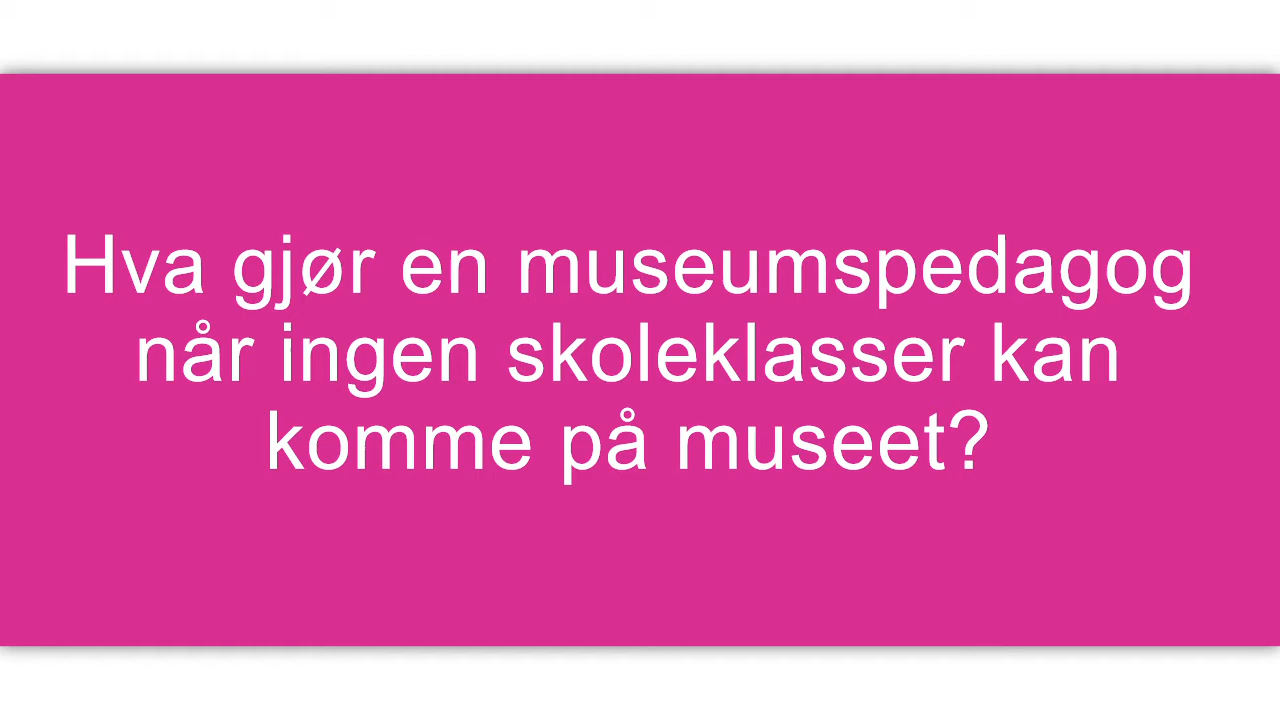 Hva gjør en museumspedagog
når ingen skoleklasser kan
komme på museet?